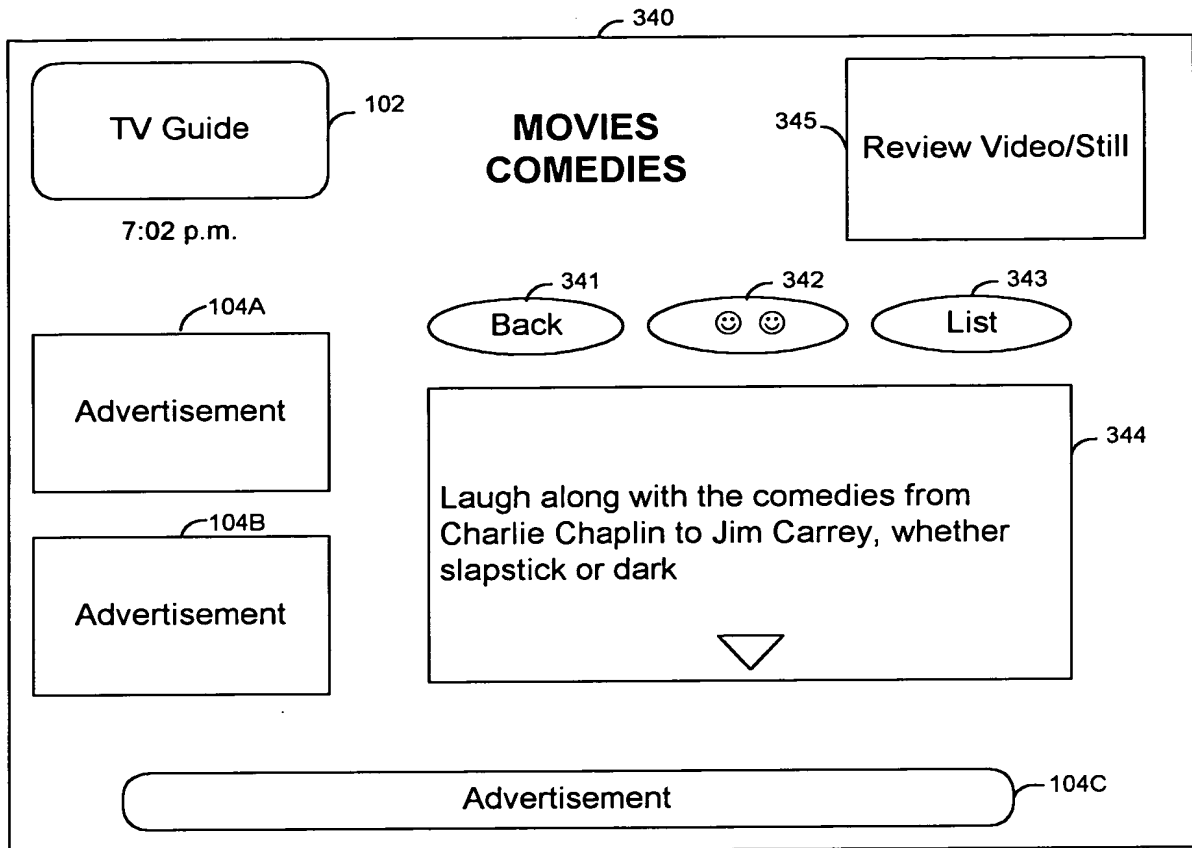 340
TV Guide
102
MOVIES
COMEDIES
345
Review Video/Still
7:02 p.m.
341
342
343
Back
☺ ☺
List
104A
Advertisement
344
Laugh along with the comedies from
Charlie Chaplin to Jim Carrey, whether
slapstick or dark
104B
Advertisement
Advertisement
104C